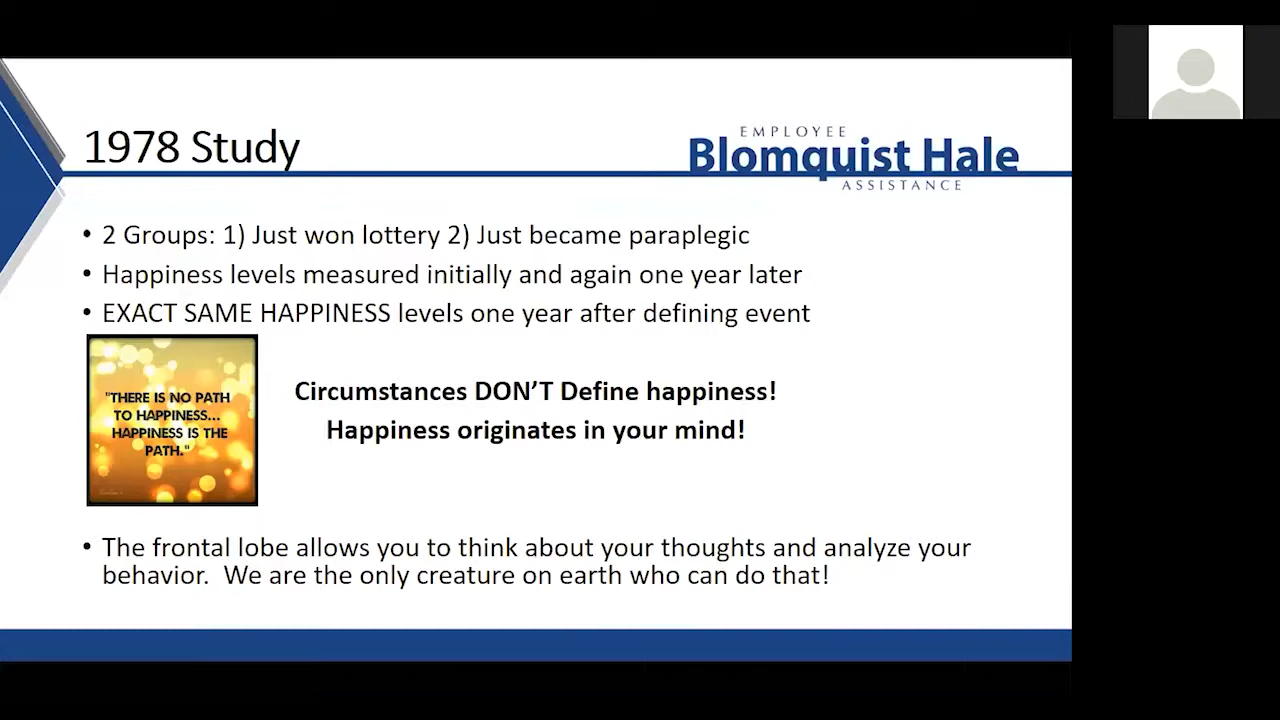 1978 Study
EMPLOYEE
Blomquist Hale
ASSISTANCE
• 2 Groups: 1) Just won lottery 2) Just became paraplegic
• Happiness levels measured initially and again one year later
• EXACT SAME HAPPINESS levels one year after defining event
"THERE IS NO PATH
TO HAPPINESS...
HAPPINESS IS THE
PATH."
Circumstances DON'T Define happiness!
Happiness originates in your mind!
• The frontal lobe allows you to think about your thoughts and analyze your
behavior.  We are the only creature on earth who can do that!